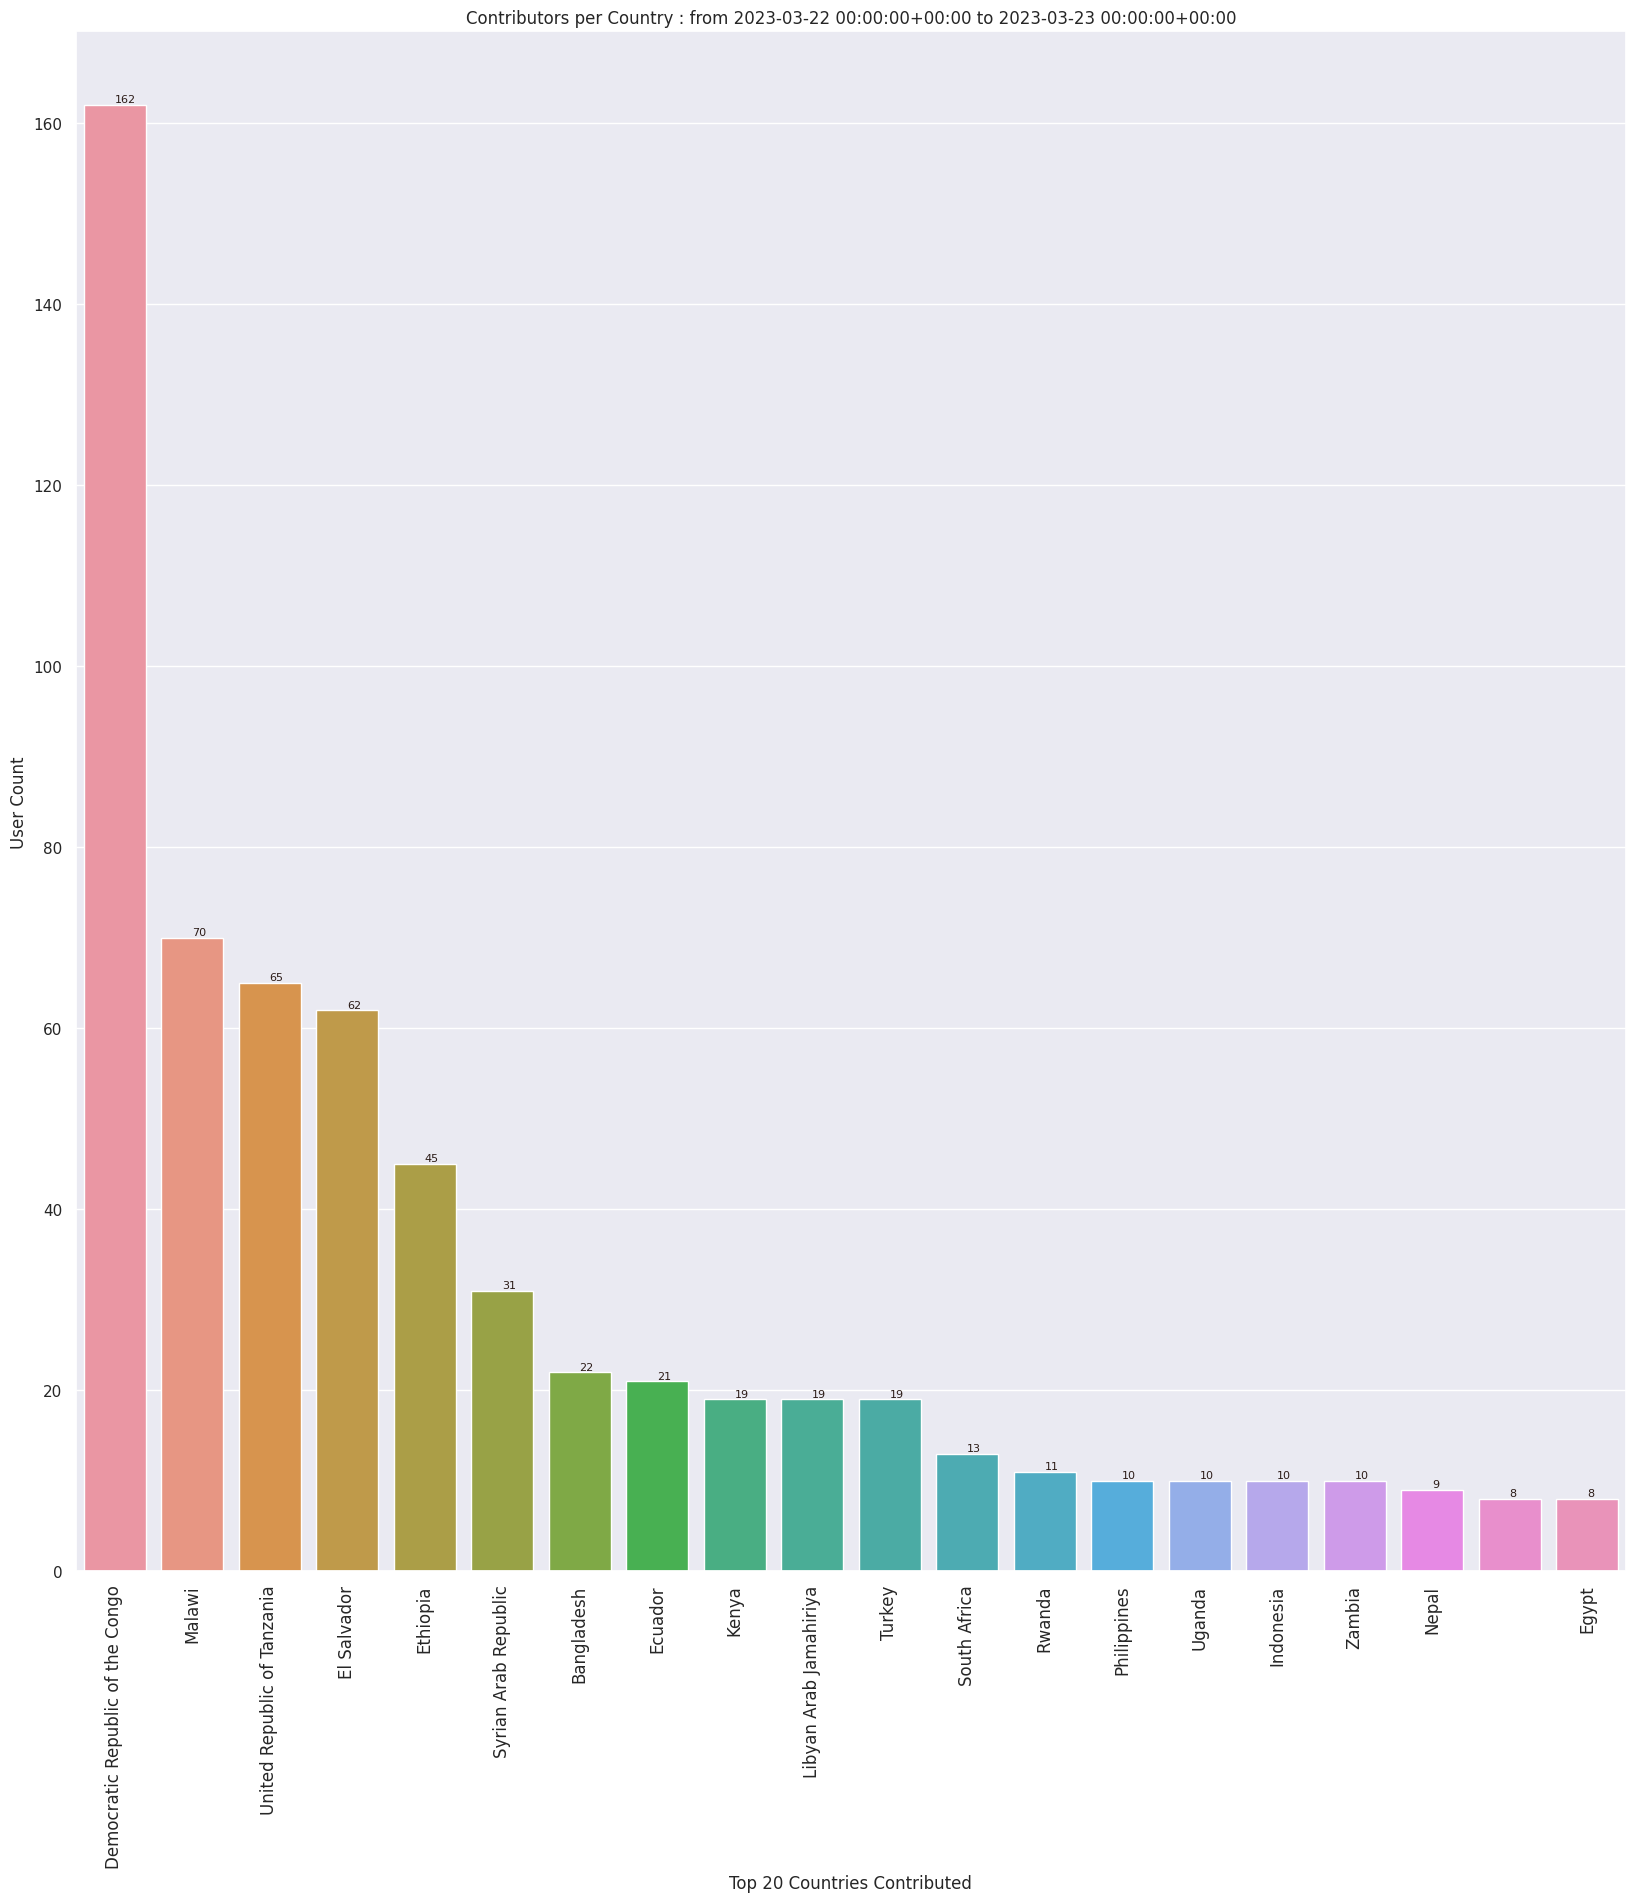 Contributors per Country : from 2023-03-22 00:00:00+00:00 to 2023-03-23 00:00:00+00:00
User Count
160
140
120
100
80
60
40
20
0
162
70
65
62
45
31
22
21
19
19
19
13
11
10
10
10
10
9
8
8
Democratic Republic of the Congo
Malawi
United Republic of Tanzania
El Salvador
Ethiopia
Syrian Arab Republic
Bangladesh
Ecuador
Kenya
Libyan Arab Jamahiriya
Turkey
South Africa
Rwanda
Philippines
Uganda
Indonesia
Zambia
Nepal
Egypt
Top 20 Countries Contributed